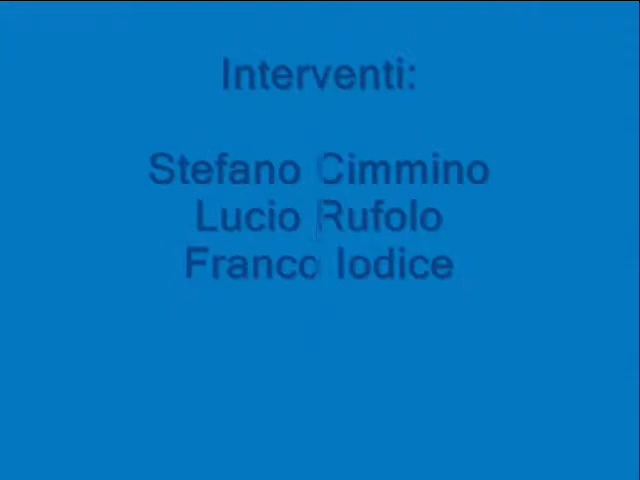 Interventi:
Stefano Cimmino
Lucio Rufolo
Franco Iodice